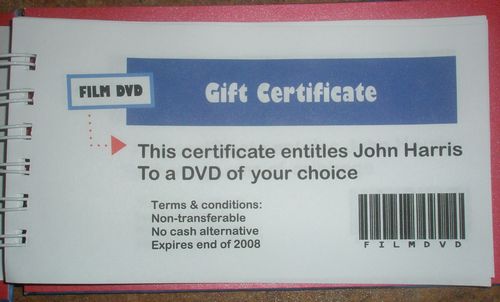 FILM DVD
Gift Certificate
This certificate entitles John Harris
To a DVD of your choice
Terms & conditions:
Non-transferable
No cash alternative
Expires end of 2008
FILMDVD